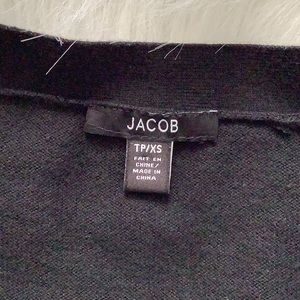 JACOB
TP/XS
FAIT EN
CHINE/
MADE IN
CHINA